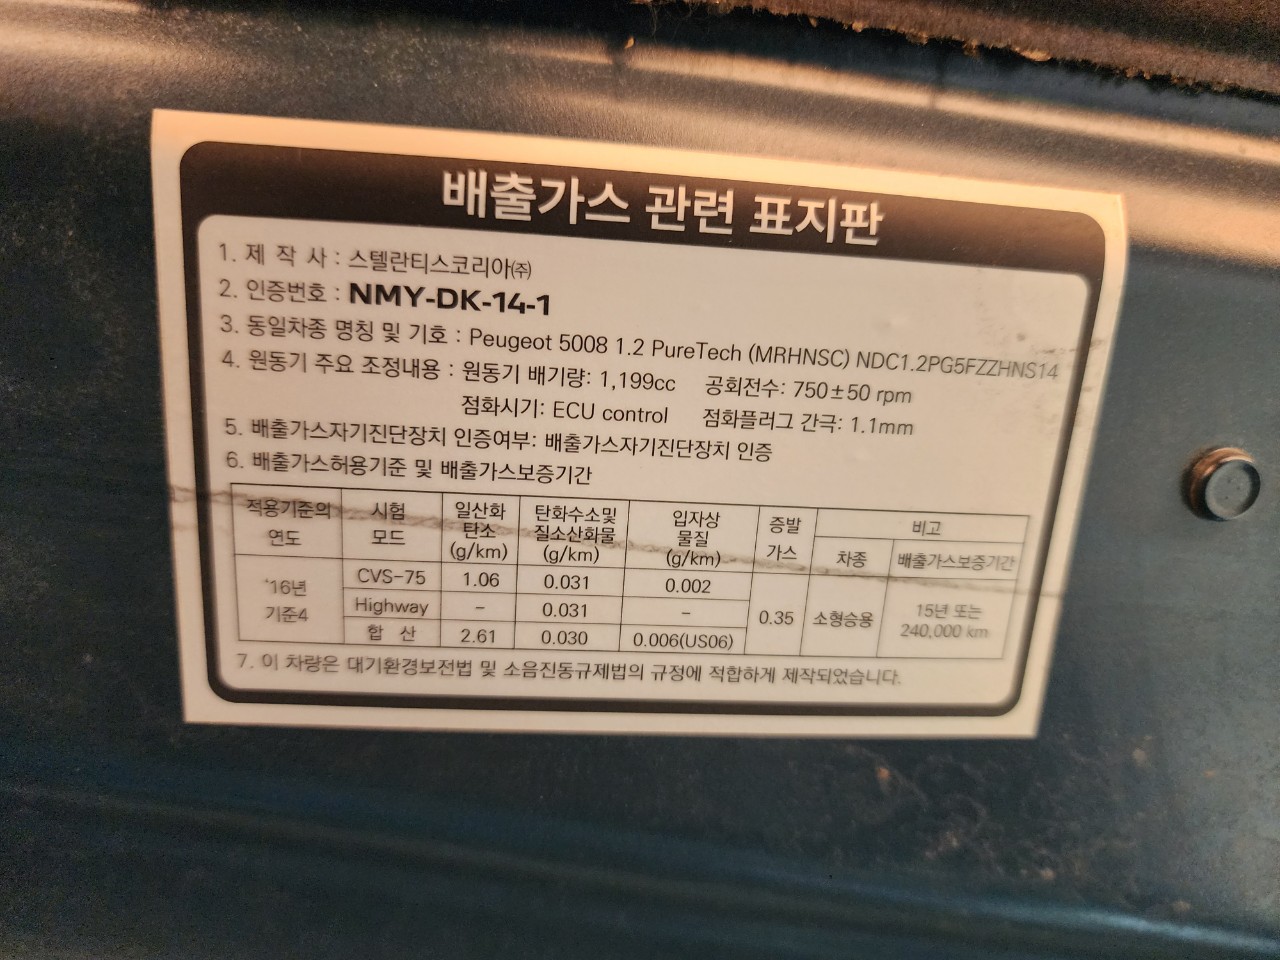 배출가스 관련 표지판
1. 제 작 사 : 스텔란티스코리아㈜
2. 인증번호 : NMY-DK-14-1
3. 동일차종 명칭 및 기호 : Peugeot 5008 1.2 PureTech (MRHNSC) NDC1.2PG5FZZHNS14
4. 원동기 주요 조정내용 : 원동기 배기량: 1,199cc 공회전수: 750±50 rpm
점화시기: ECU control 점화플러그 간극: 1.1mm
5. 배출가스자기진단장치 인증여부: 배출가스자기진단장치 인증
6. 배출가스허용기준 및 배출가스보증기간
적용기준의 연도 시험 모드 일산화탄소 (g/km) 탄화수소및 질소산화물 (g/km) 입자상 물질 (g/km) 증발 가스 비고
차종 배출가스보증기간
'16년 기준4 CVS-75 1.06 0.031 0.002 0.35 소형승용 15년 또는 240,000 km
Highway - 0.031 -
합 산 2.61 0.030 0.006(US06)
7. 이 차량은 대기환경보전법 및 소음진동규제법의 규정에 적합하게 제작되었습니다.